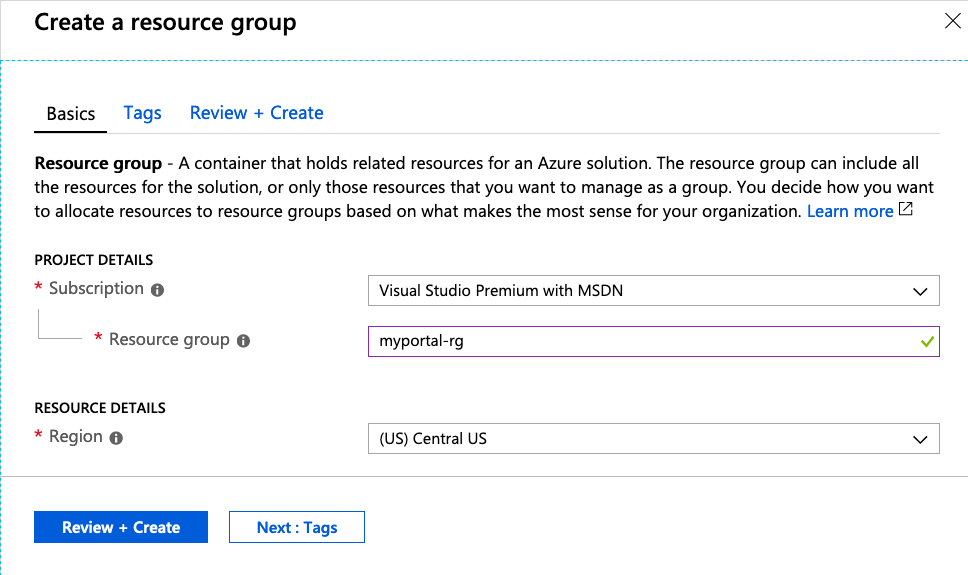 Create a resource group
Basics Tags Review + Create
Resource group - A container that holds related resources for an Azure solution. The resource group can include all
the resources for the solution, or only those resources that you want to manage as a group. You decide how you want
to allocate resources to resource groups based on what makes the most sense for your organization. Learn more
PROJECT DETAILS
* Subscription Visual Studio Premium with MSDN
* Resource group myportal-rg
RESOURCE DETAILS
* Region (US) Central US
Review + Create Next : Tags